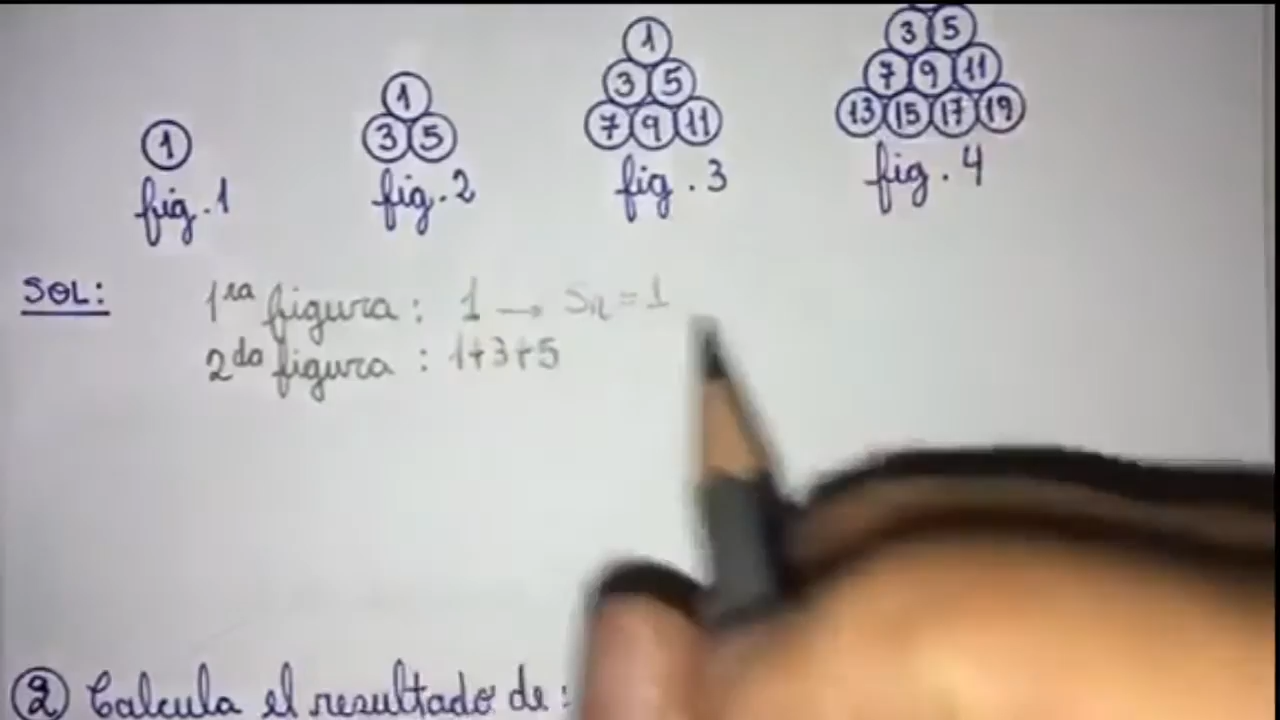 1
3 5
1
3 5
7 9 11
3 5
7 9 11
13 15 17 19
fig. 1
fig. 2
fig. 3
fig. 4
SOL:
1ra figura: 1 → Sn = 1
2da figura: 1+3+5
2 Calcula el resultado de: